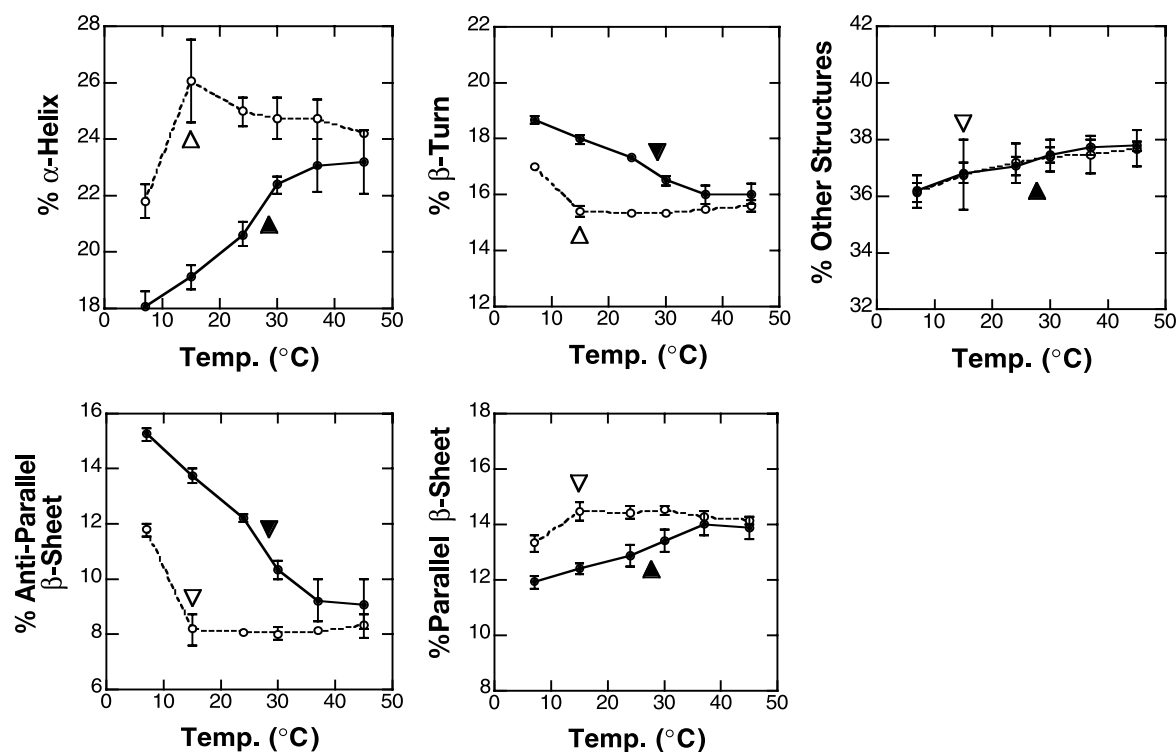 28
26
24
22
20
18
0 10 20 30 40 50
% α-Helix
Temp. (°C)
22
20
18
16
14
12
0 10 20 30 40 50
% β-Turn
Temp. (°C)
42
40
38
36
34
32
0 10 20 30 40 50
% Other Structures
Temp. (°C)
16
14
12
10
8
6
0 10 20 30 40 50
% Anti-Parallel
β-Sheet
Temp. (°C)
18
16
14
12
10
8
0 10 20 30 40 50
%Parallel β-Sheet
Temp. (°C)